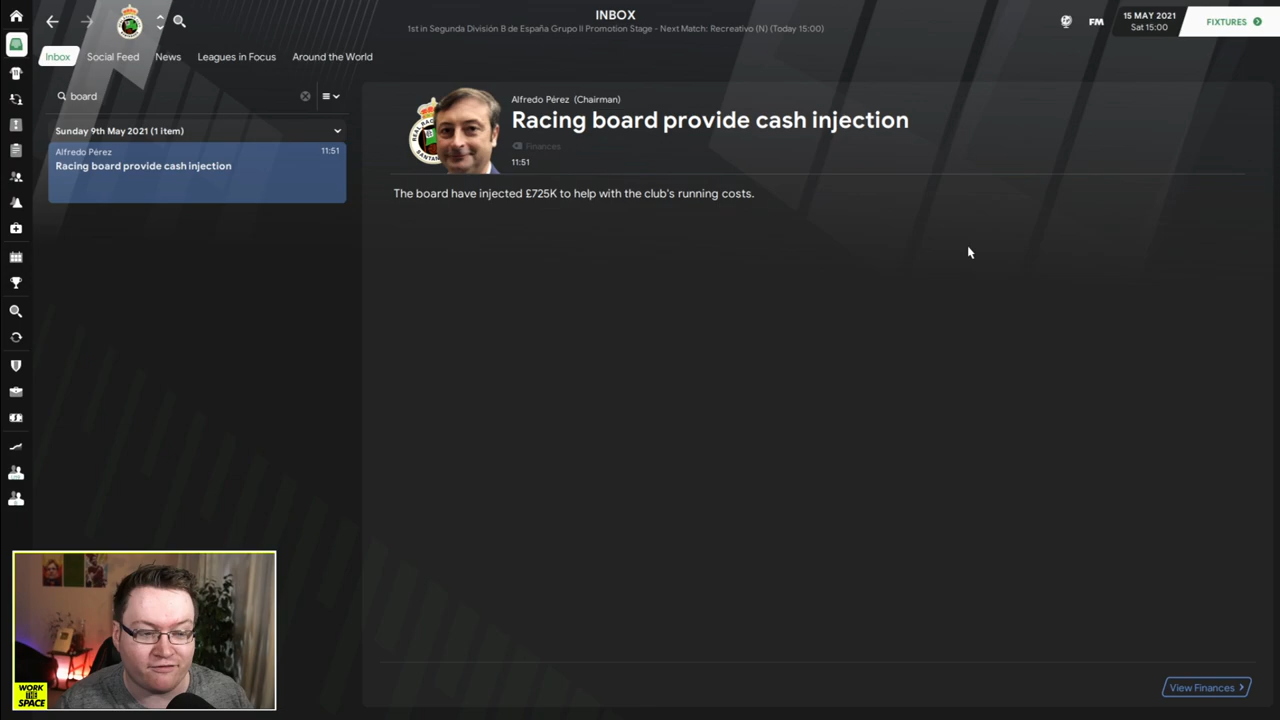 INBOX
1st in Segunda División B de España Grupo II Promotion Stage - Next Match: Recreativo (N) (Today 15:00)
FM
15 MAY 2021
Sat 15:00
FIXTURES
Inbox
Social Feed
News
Leagues in Focus
Around the World
board
Sunday 9th May 2021 (1 item)
Alfredo Pérez
11:51
Racing board provide cash injection
Alfredo Pérez (Chairman)
Racing board provide cash injection
Finances
11:51
The board have injected £725K to help with the club's running costs.
View Finances
WORK
THE
SPACE